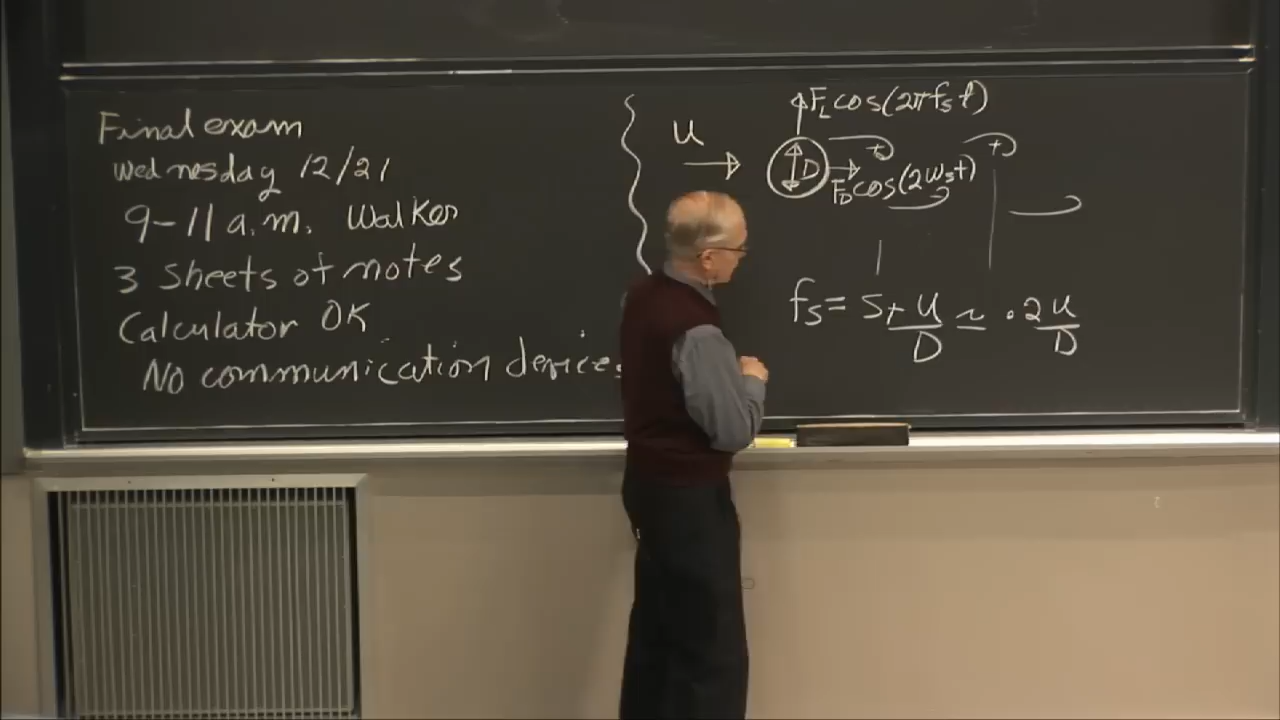 Final exam
Wednesday 12/21
9-11 a.m. Walker
3 sheets of notes
Calculator OK
No communication devices
U
F_L cos(2πf_s t)
D
F_D cos(2ω_s t)
+
+
f_s = S_t U/D ≈ .2U/D